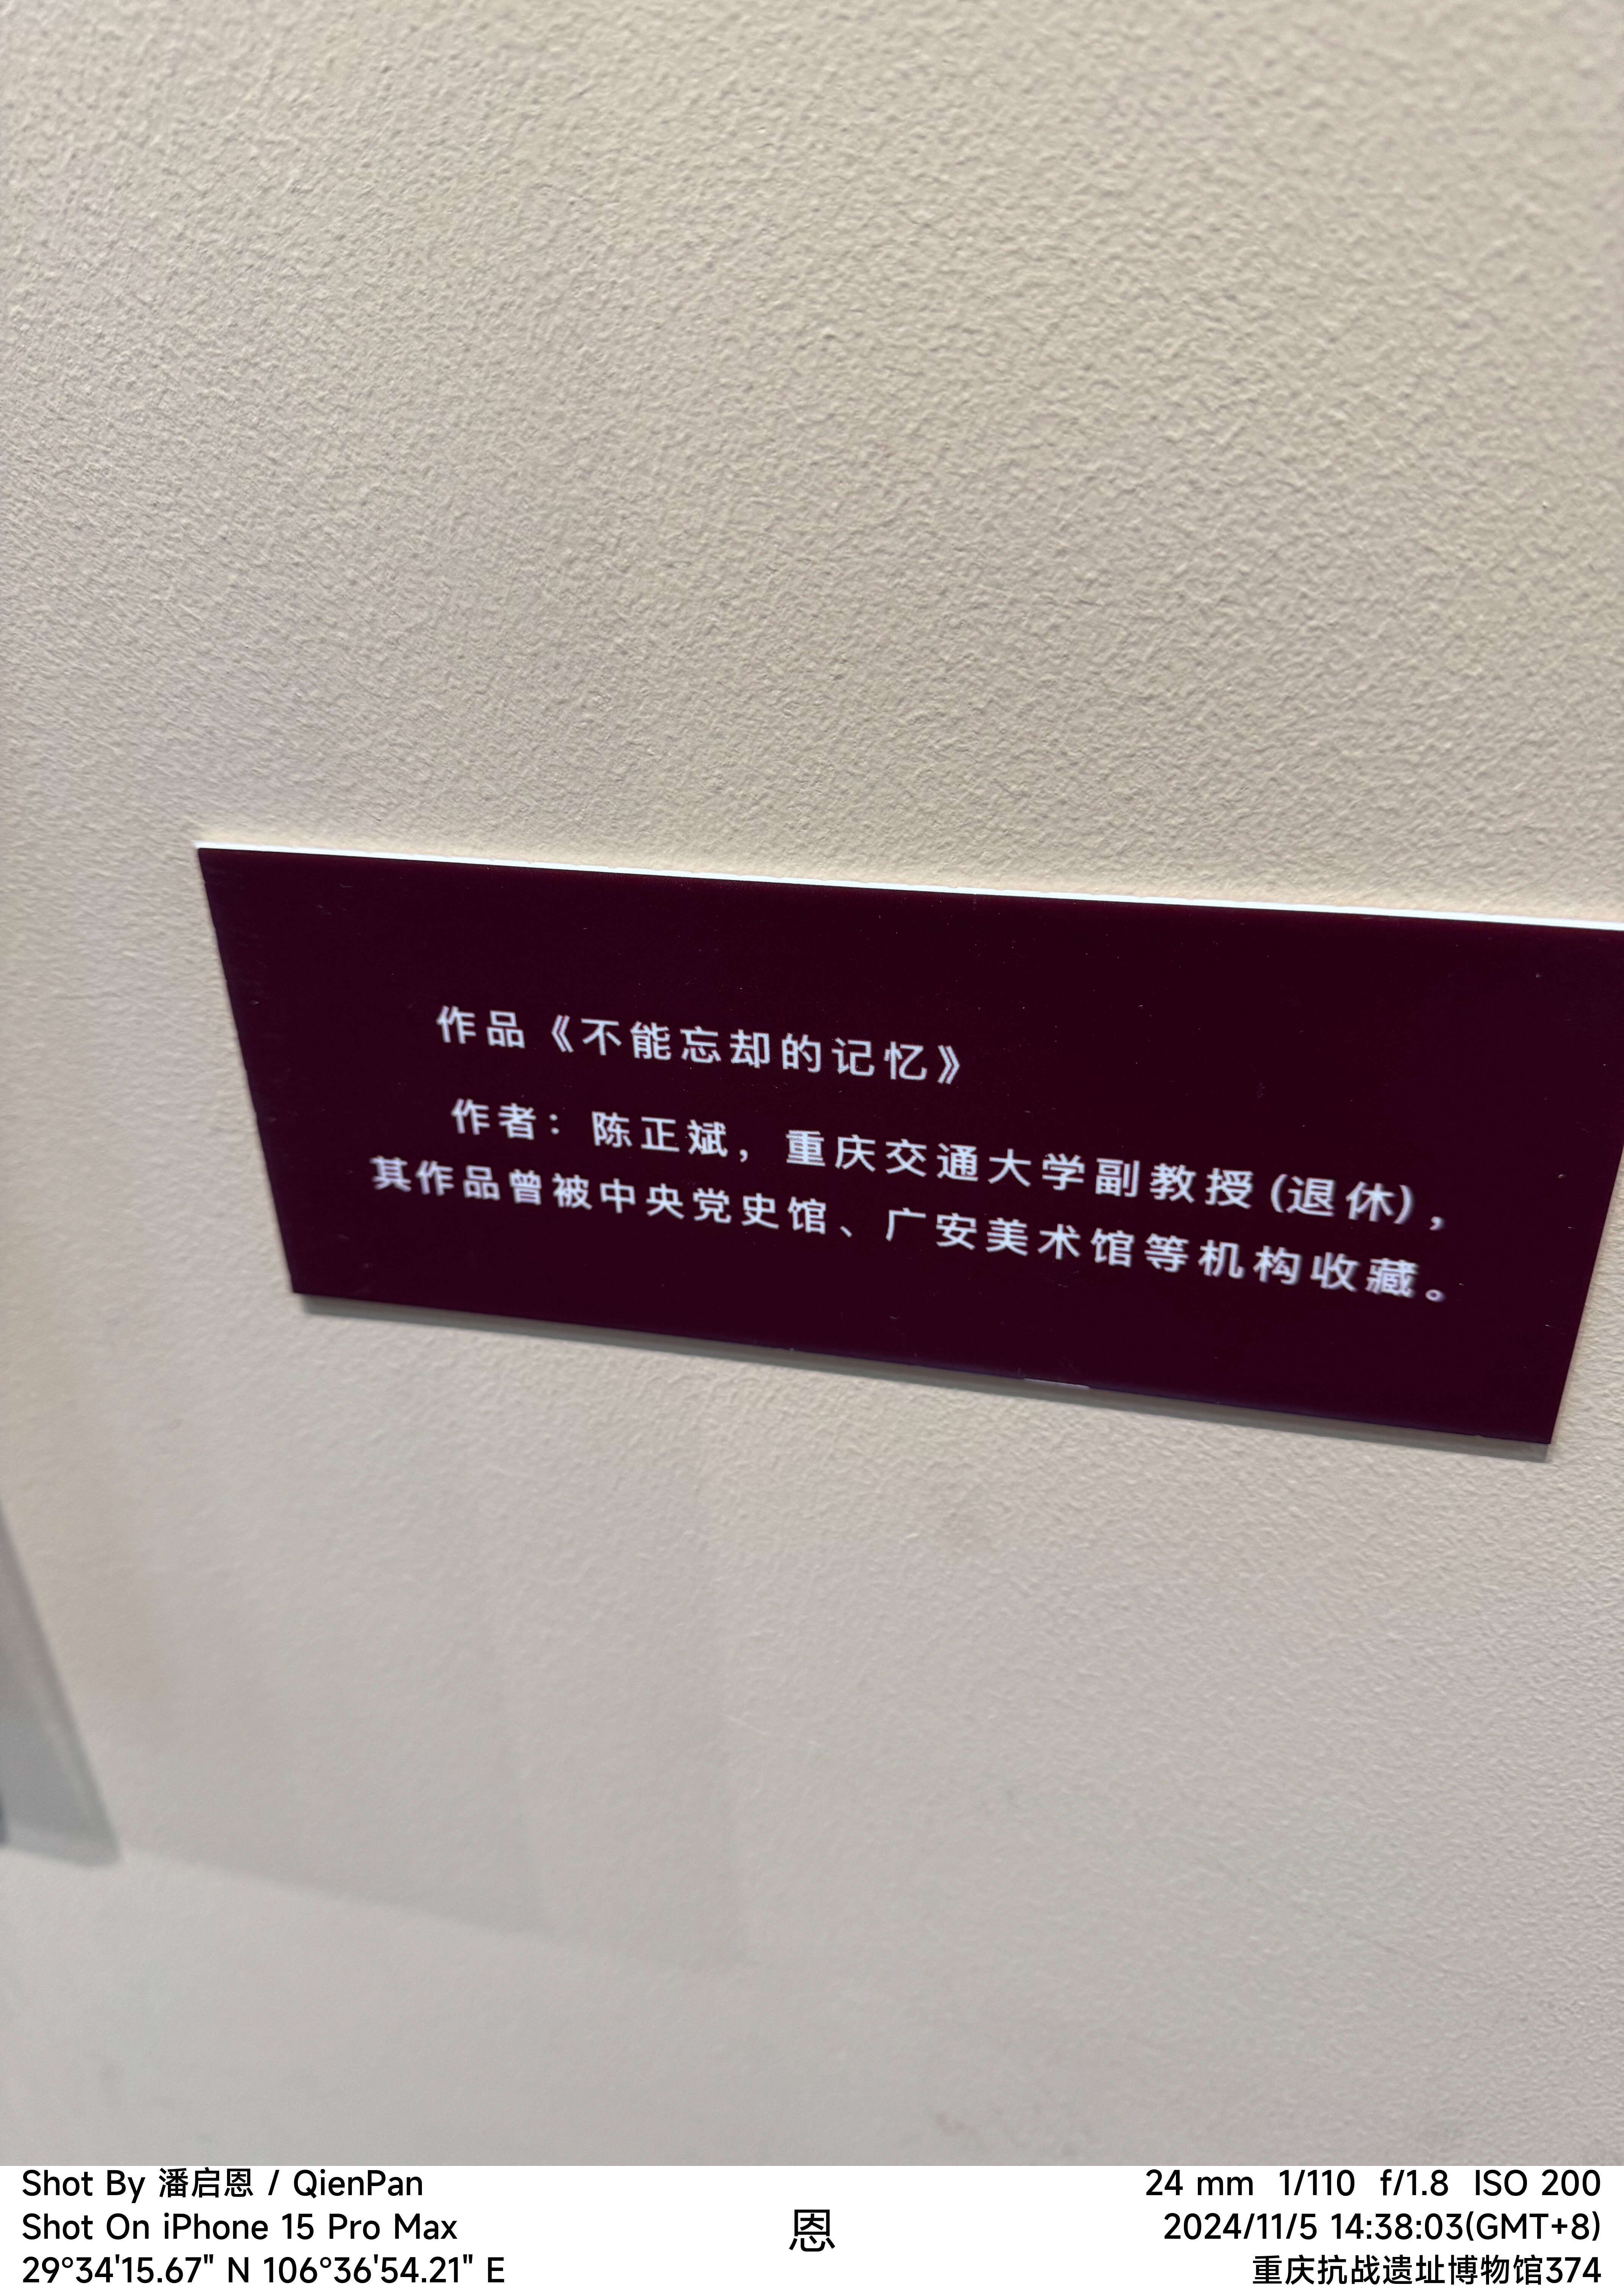 作品《不能忘却的记忆》
作者：陈正斌，重庆交通大学副教授(退休)，
其作品曾被中央党史馆、广安美术馆等机构收藏。
Shot By 潘启恩 / QienPan
Shot On iPhone 15 Pro Max
29°34'15.67" N 106°36'54.21" E
恩
24 mm 1/110 f/1.8 ISO 200
2024/11/5 14:38:03(GMT+8)
重庆抗战遗址博物馆374